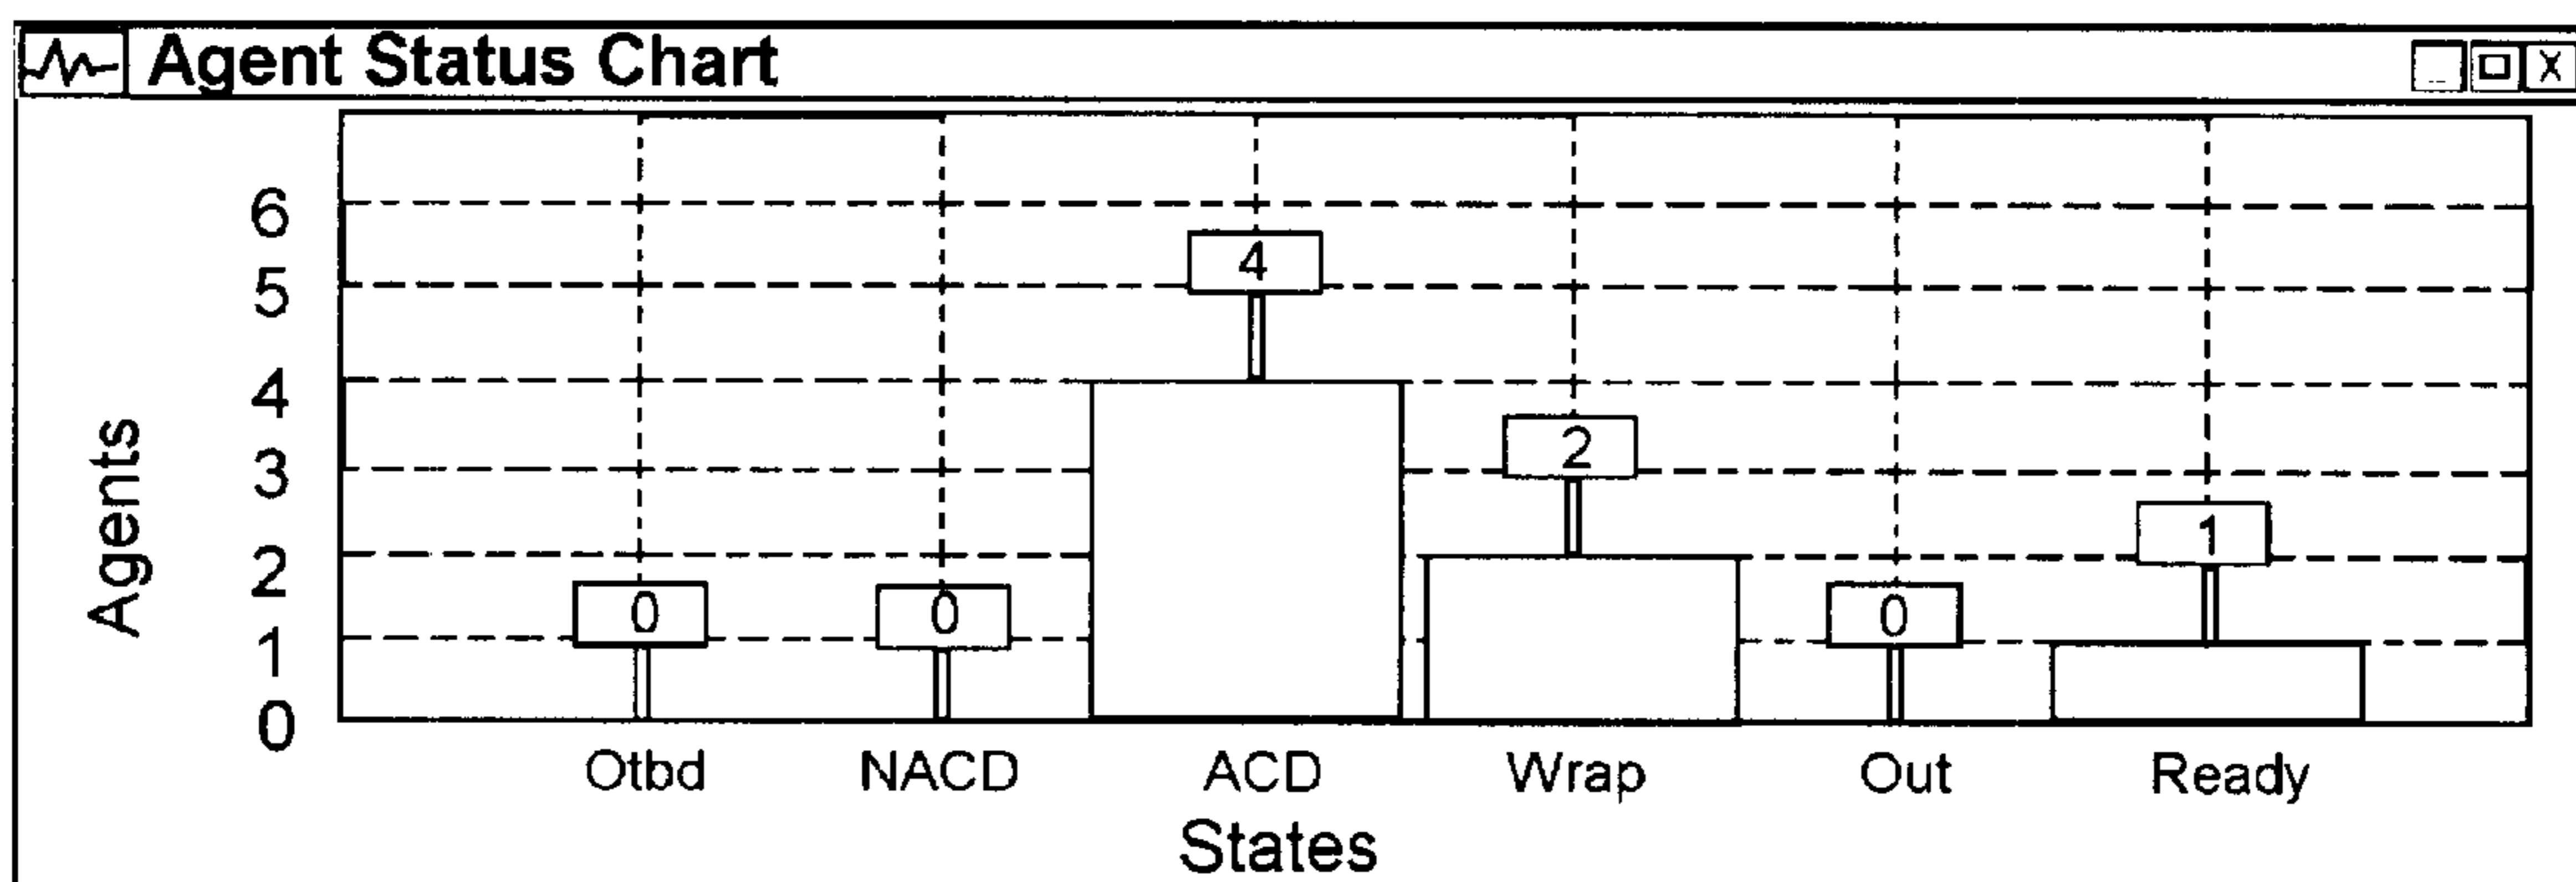 Agent Status Chart
X
Agents
6
5
4
3
2
1
0
4
2
1
0
0
0
Otbd NACD ACD Wrap Out Ready
States